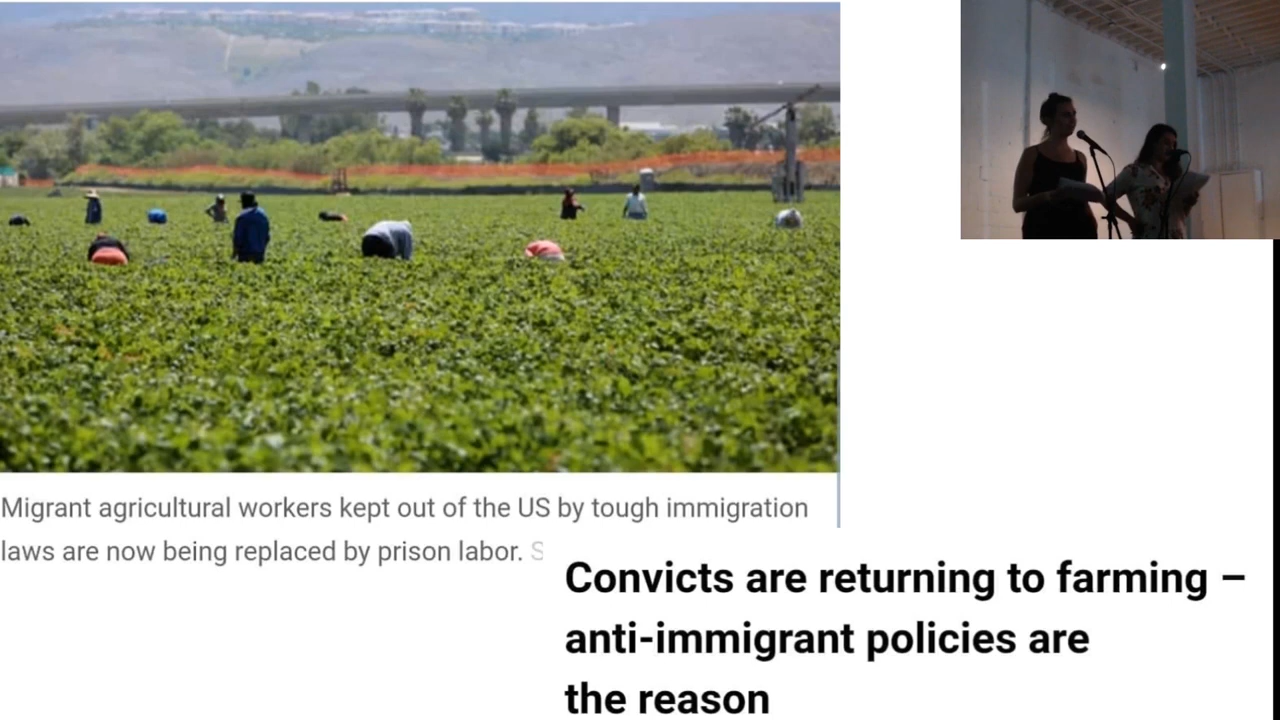 Migrant agricultural workers kept out of the US by tough immigration
laws are now being replaced by prison labor. S
Convicts are returning to farming –
anti-immigrant policies are
the reason